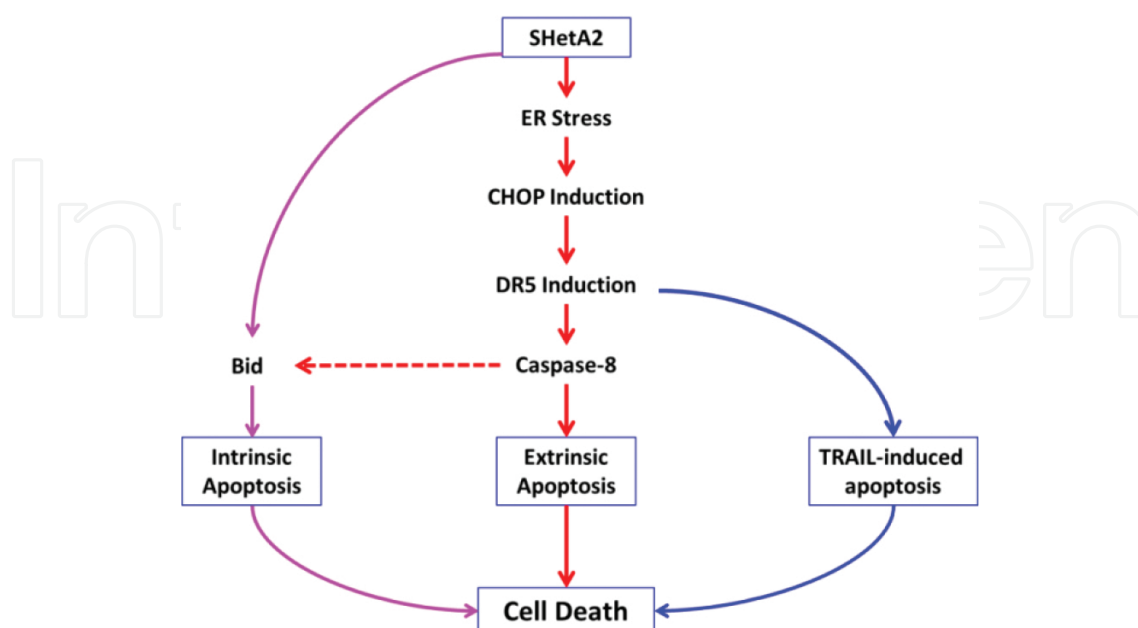 SHetA2
ER Stress
CHOP Induction
DR5 Induction
Bid
Caspase-8
Intrinsic
Apoptosis
Extrinsic
Apoptosis
TRAIL-induced
apoptosis
Cell Death